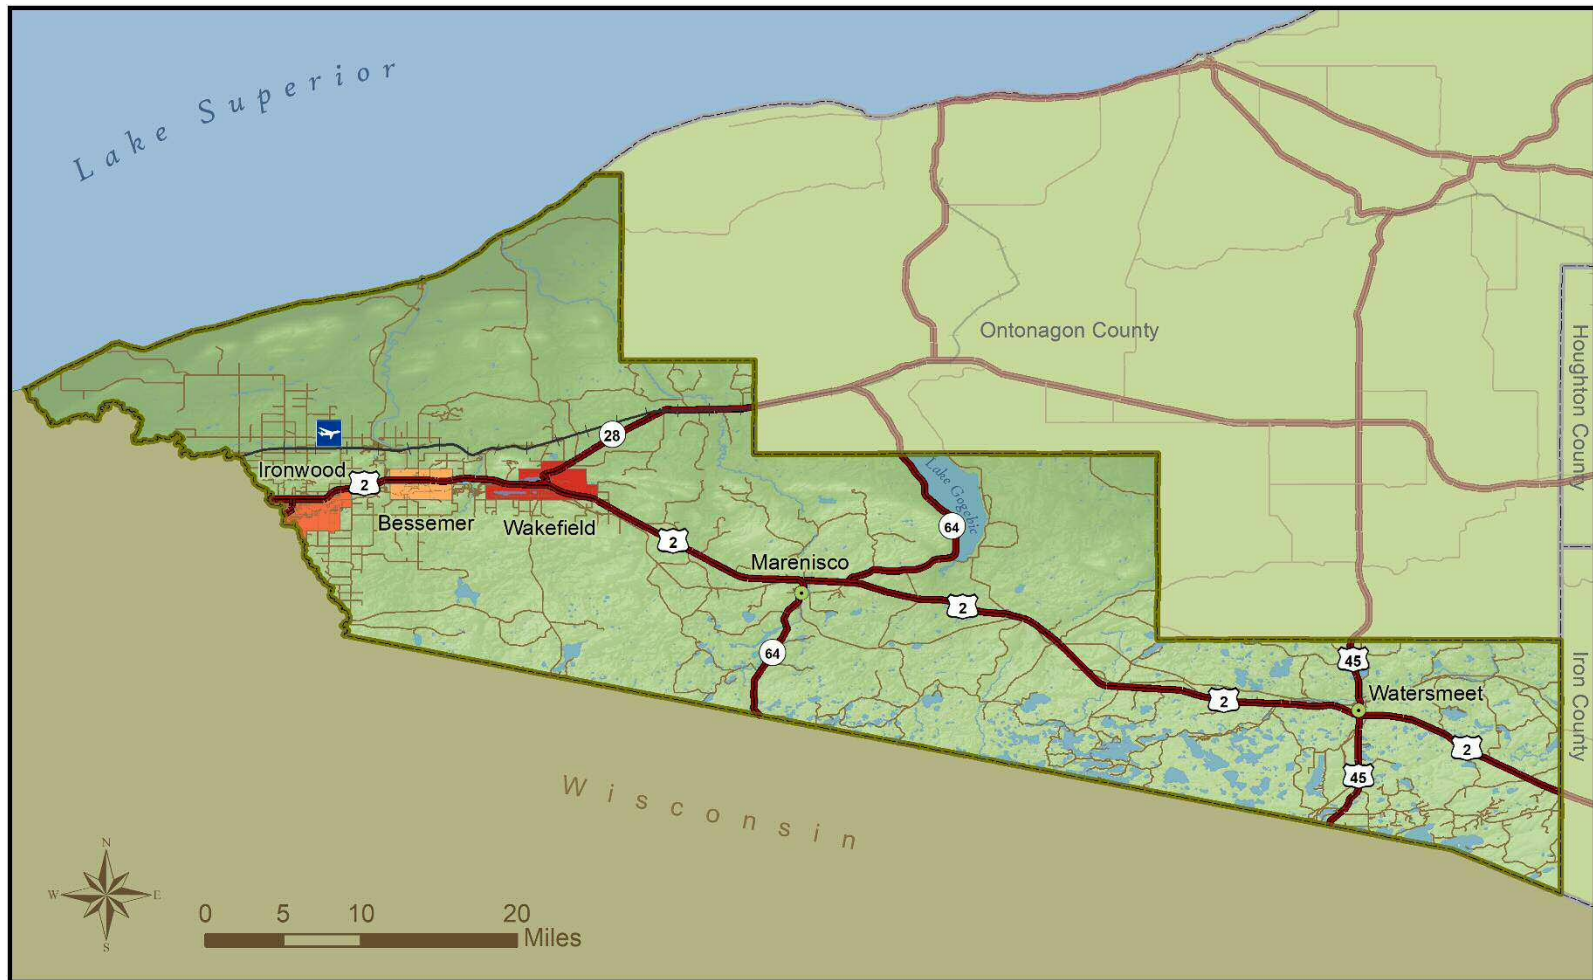 Lake Superior
Ontonagon County
Houghton County
28
Ironwood
2
Lake Gogebic
Bessemer
Wakefield
64
2
Marenisco
2
64
45
Iron County
Watersmeet
2
2
45
Wisconsin
N
W
E
S
0 5 10 20
Miles